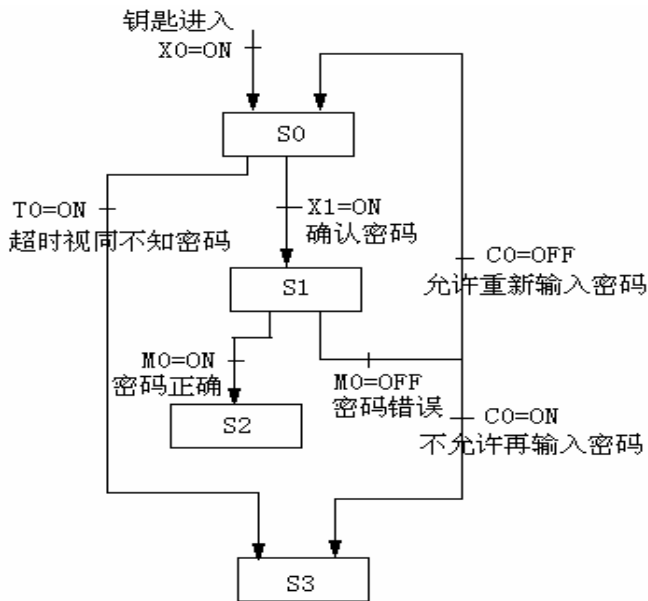 钥匙进入
X0=ON
S0
T0=ON
超时视同不知密码
X1=ON
确认密码
C0=OFF
允许重新输入密码
S1
M0=ON
密码正确
M0=OFF
密码错误
C0=ON
不允许再输入密码
S2
S3